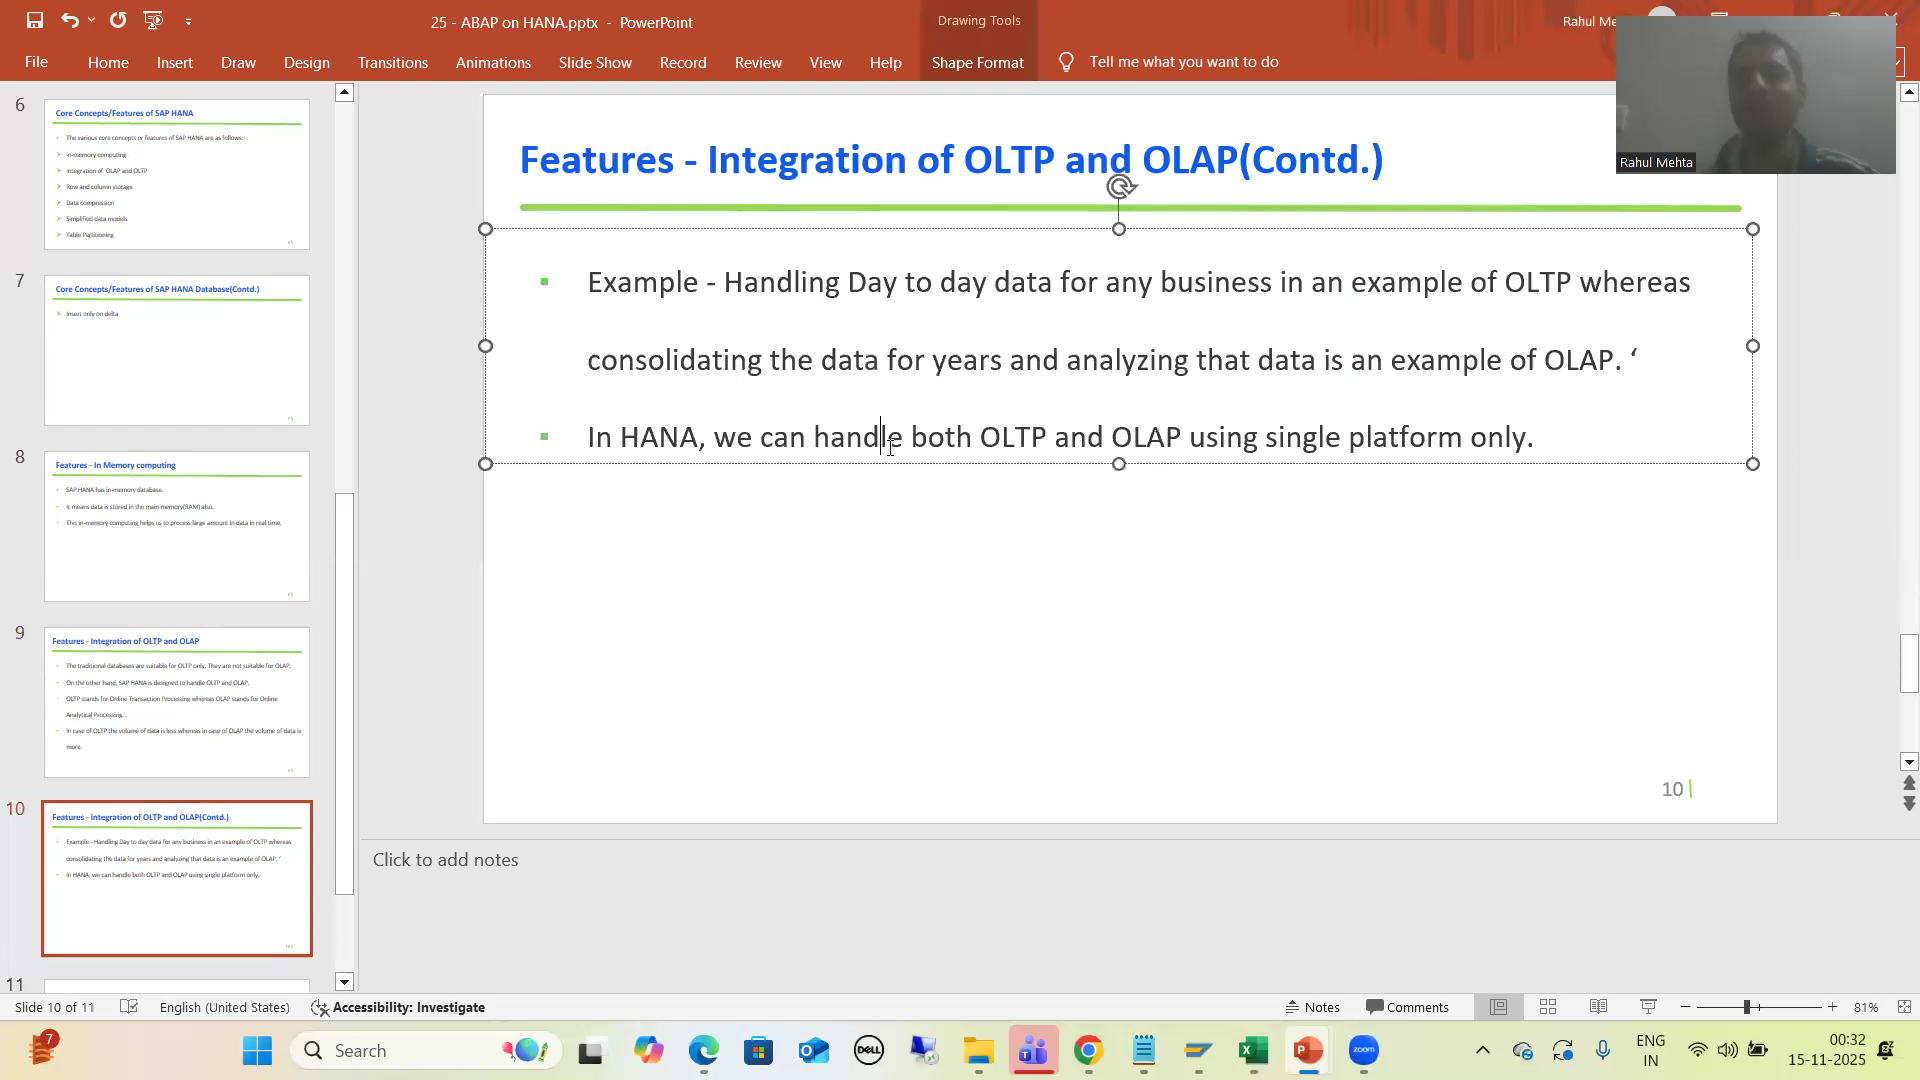 25 - ABAP on HANA.pptx - PowerPoint
Drawing Tools
Rahul Me
File Home Insert Draw Design Transitions Animations Slide Show Record Review View Help Shape Format Tell me what you want to do
Rahul Mehta
6
Core Concepts/Features of SAP HANA
The various core concepts or features of SAP HANA are as follows:
In-memory computing
Integration of OLAP and OLTP
Row and column storage
Data compression
Simplified data models
Table Partitioning
7
Core Concepts/Features of SAP HANA Database(Contd.)
Insert only on delta
8
Features - In Memory computing
SAP HANA has in-memory database.
It means data is stored in the main memory(RAM) also.
This in-memory computing helps us to process large amount in data in real time.
9
Features - Integration of OLTP and OLAP
The traditional databases are suitable for OLTP only, They are not suitable for OLAP.
On the other hand, SAP HANA is designed to handle OLTP and OLAP.
OLTP stands for Online Transaction Processing whereas OLAP stands for Online
Analytical Processing. .
In case of OLTP the volume of data is less whereas in case of OLAP the volume of data is
more.
10
Features - Integration of OLTP and OLAP(Contd.)
Example - Handling Day to day data for any business in an example of OLTP whereas
consolidating the data for years and analyzing that data is an example of OLAP. ‘
In HANA, we can handle both OLTP and OLAP using single platform only.
11
Features - Integration of OLTP and OLAP(Contd.)
Example - Handling Day to day data for any business in an example of OLTP whereas
consolidating the data for years and analyzing that data is an example of OLAP. ‘
In HANA, we can handle both OLTP and OLAP using single platform only.
10
Click to add notes
Slide 10 of 11 English (United States) Accessibility: Investigate Notes Comments 81%
7 Search DELL zoom ENG
IN
00:32
15-11-2025